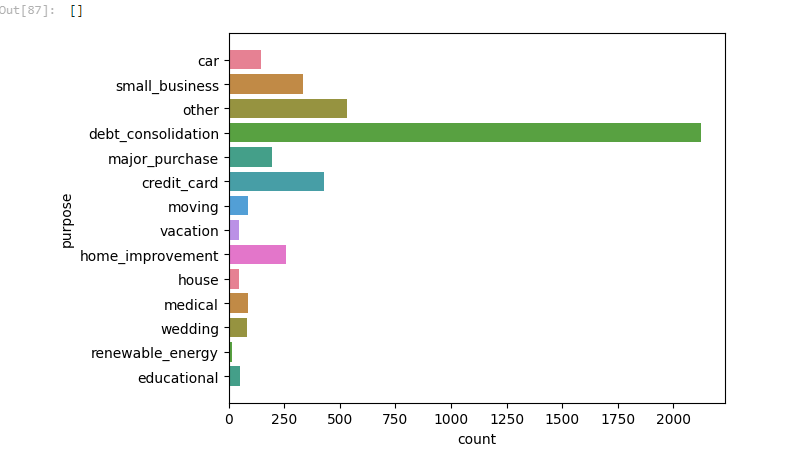 Out[87]: []
car
small_business
other
debt_consolidation
major_purchase
credit_card
moving
vacation
home_improvement
house
medical
wedding
renewable_energy
educational
purpose
0 250 500 750 1000 1250 1500 1750 2000
count